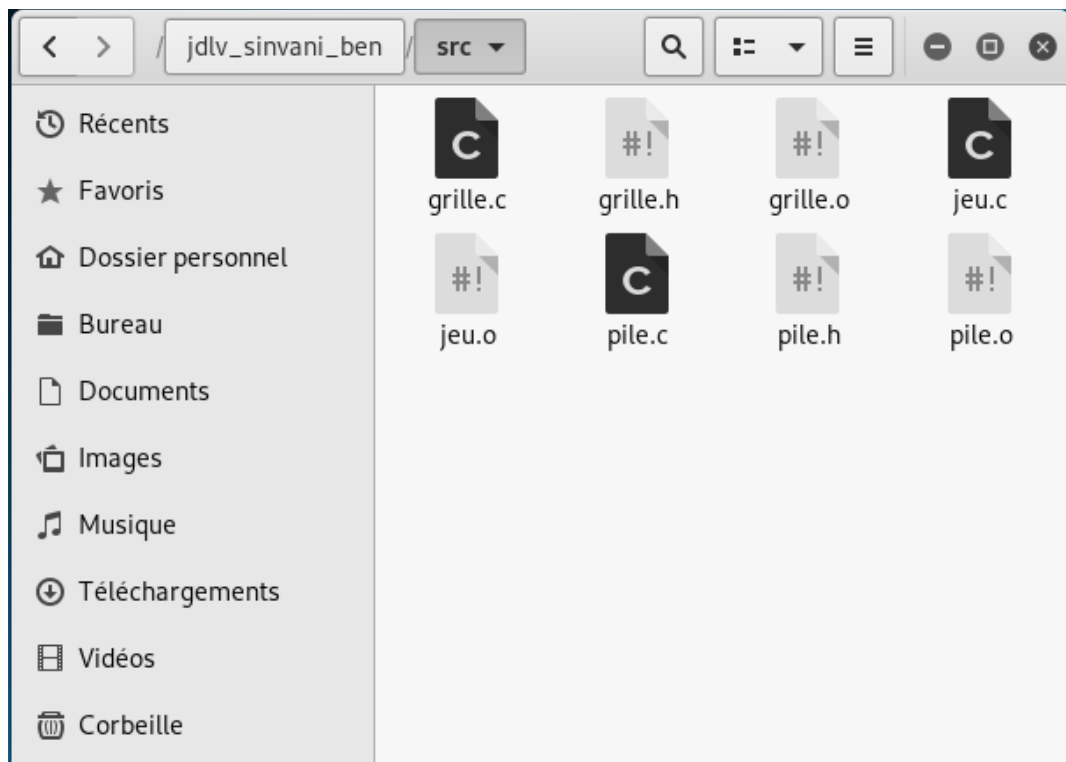 / jdlv_sinvani_ben / src
Récents
Favoris
Dossier personnel
Bureau
Documents
Images
Musique
Téléchargements
Vidéos
Corbeille
C #! #! C
grille.c grille.h grille.o jeu.c
#! C #! #!
jeu.o pile.c pile.h pile.o